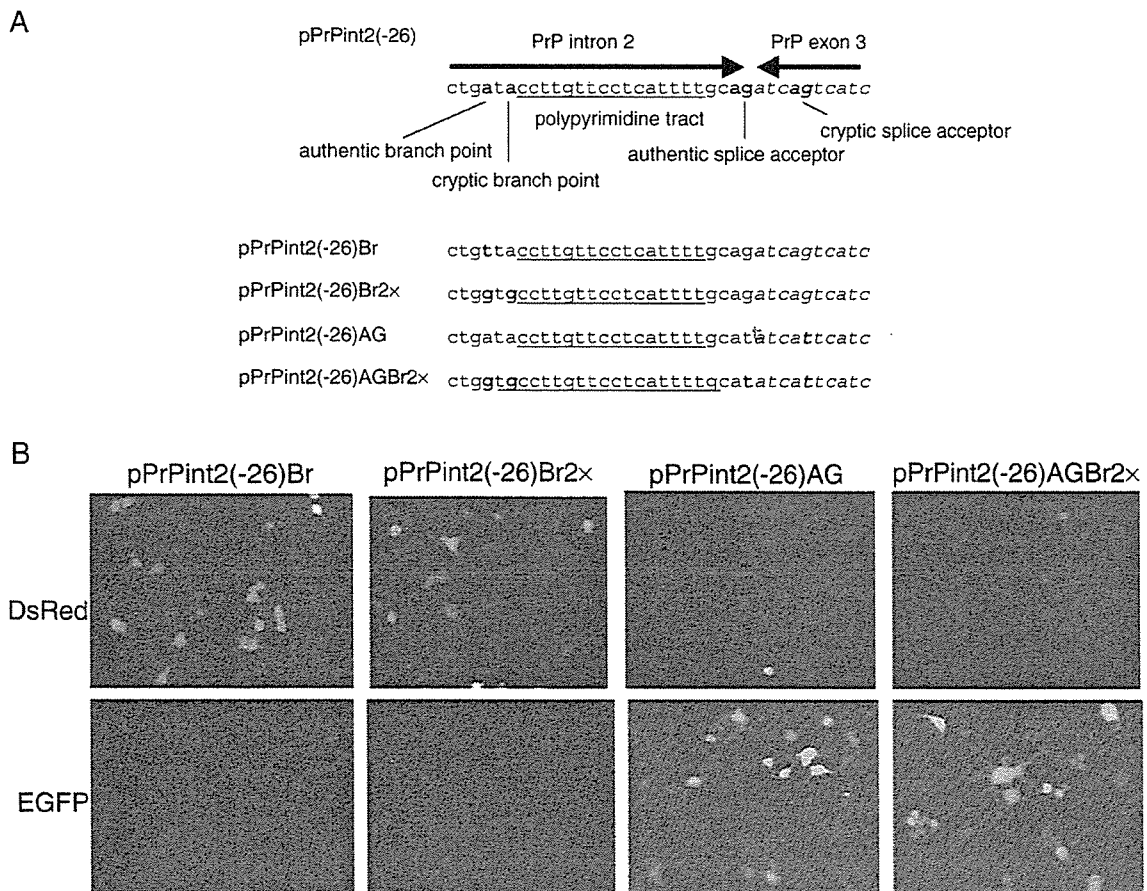 A
pPrPint2(-26)
PrP intron 2
PrP exon 3
ctgataccttgttcctcattttgcagatcagtcatc
polypyrimidine tract
cryptic splice acceptor
authentic branch point
authentic splice acceptor
cryptic branch point
pPrPint2(-26)Br
ctgttaccttgttcctcattttgcagatcagtcatc
pPrPint2(-26)Br2×
ctggtgccttgttcctcattttgcagatcagtcatc
pPrPint2(-26)AG
ctgataccttgttcctcattttgcatatcattcatc
pPrPint2(-26)AGBr2×
ctggtgccttgttcctcattttgcatatcattcatc
B
pPrPint2(-26)Br
pPrPint2(-26)Br2×
pPrPint2(-26)AG
pPrPint2(-26)AGBr2×
DsRed
EGFP